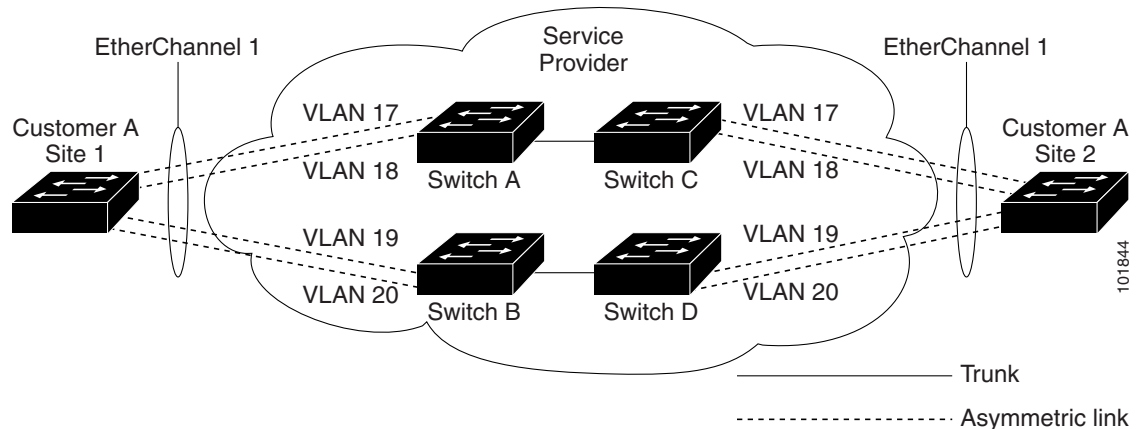 EtherChannel 1
Service
Provider
EtherChannel 1
Customer A
Site 1
VLAN 17
VLAN 18
Switch A
Switch C
VLAN 17
VLAN 18
Customer A
Site 2
VLAN 19
VLAN 20
Switch B
Switch D
VLAN 19
VLAN 20
101844
Trunk
Asymmetric link